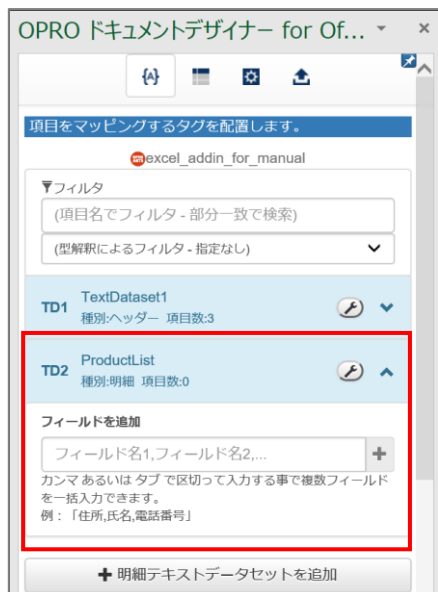 OPRO ドキュメントデザイナー for Of...
{A}
項目をマッピングするタグを配置します。
excel_addin_for_manual
フィルタ
(項目名でフィルタ - 部分一致で検索)
(型解釈によるフィルタ - 指定なし)
TD1
TextDataset1
種別:ヘッダー 項目数:3
TD2
ProductList
種別:明細 項目数:0
フィールドを追加
フィールド名1,フィールド名2,...
カンマ あるいは タブ で区切って入力する事で複数フィールド
を一括入力できます。
例：「住所,氏名,電話番号」
明細テキストデータセットを追加